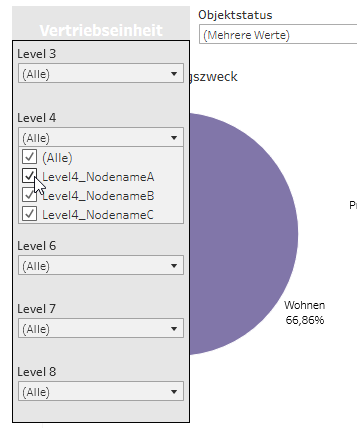 Vertriebseinheit
Objektstatus
(Mehrere Werte)
Level 3
(Alle)
gszweck
Level 4
(Alle)
(Alle)
Level4_NodenameA
Level4_NodenameB
Level4_NodenameC
Level 6
(Alle)
Wohnen
66,86%
Level 7
(Alle)
Level 8
(Alle)